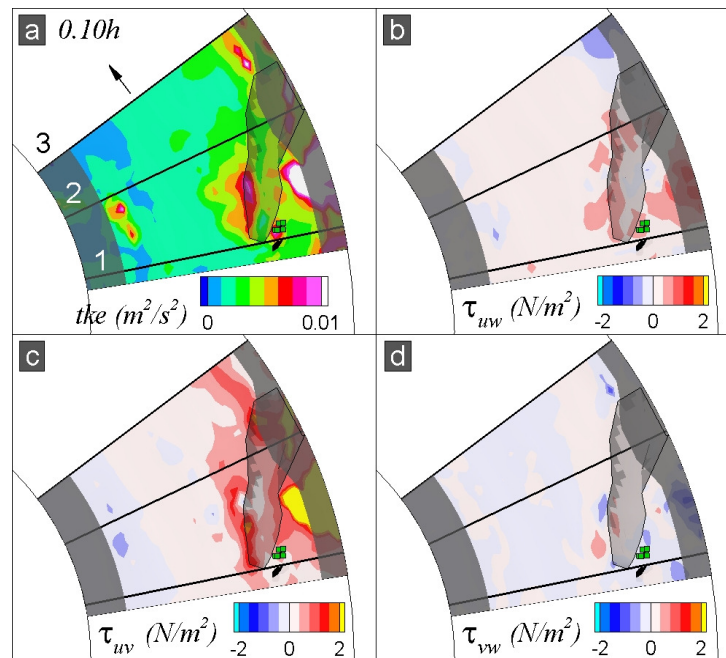 a
0.10h
3
2
1
tke (m²/s²)
0
0.01
b
τuw (N/m²)
-2
0
2
c
τuv (N/m²)
-2
0
2
d
τvw (N/m²)
-2
0
2